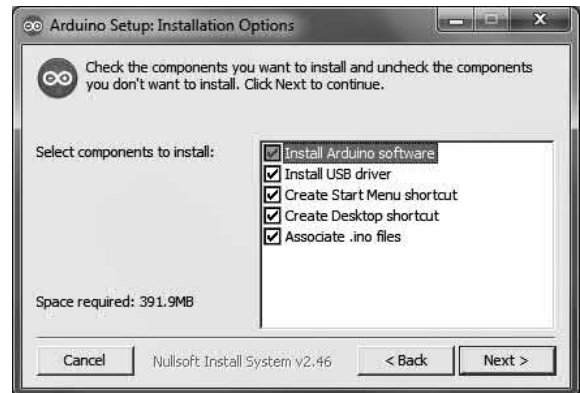 Arduino Setup: Installation Options
Check the components you want to install and uncheck the components
you don't want to install. Click Next to continue.
Select components to install:
Install Arduino software
Install USB driver
Create Start Menu shortcut
Create Desktop shortcut
Associate .ino files
Space required: 391.9MB
Cancel
Nullsoft Install System v2.46
< Back
Next >